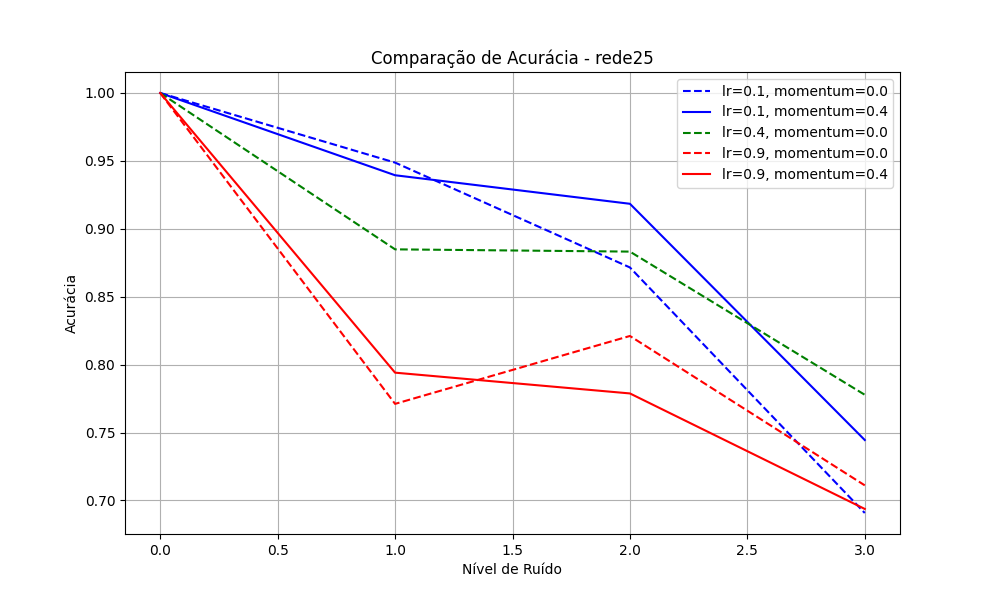 Comparação de Acurácia - rede25
lr=0.1, momentum=0.0
lr=0.1, momentum=0.4
lr=0.4, momentum=0.0
lr=0.9, momentum=0.0
lr=0.9, momentum=0.4
Acurácia
1.00
0.95
0.90
0.85
0.80
0.75
0.70
0.0 0.5 1.0 1.5 2.0 2.5 3.0
Nível de Ruído